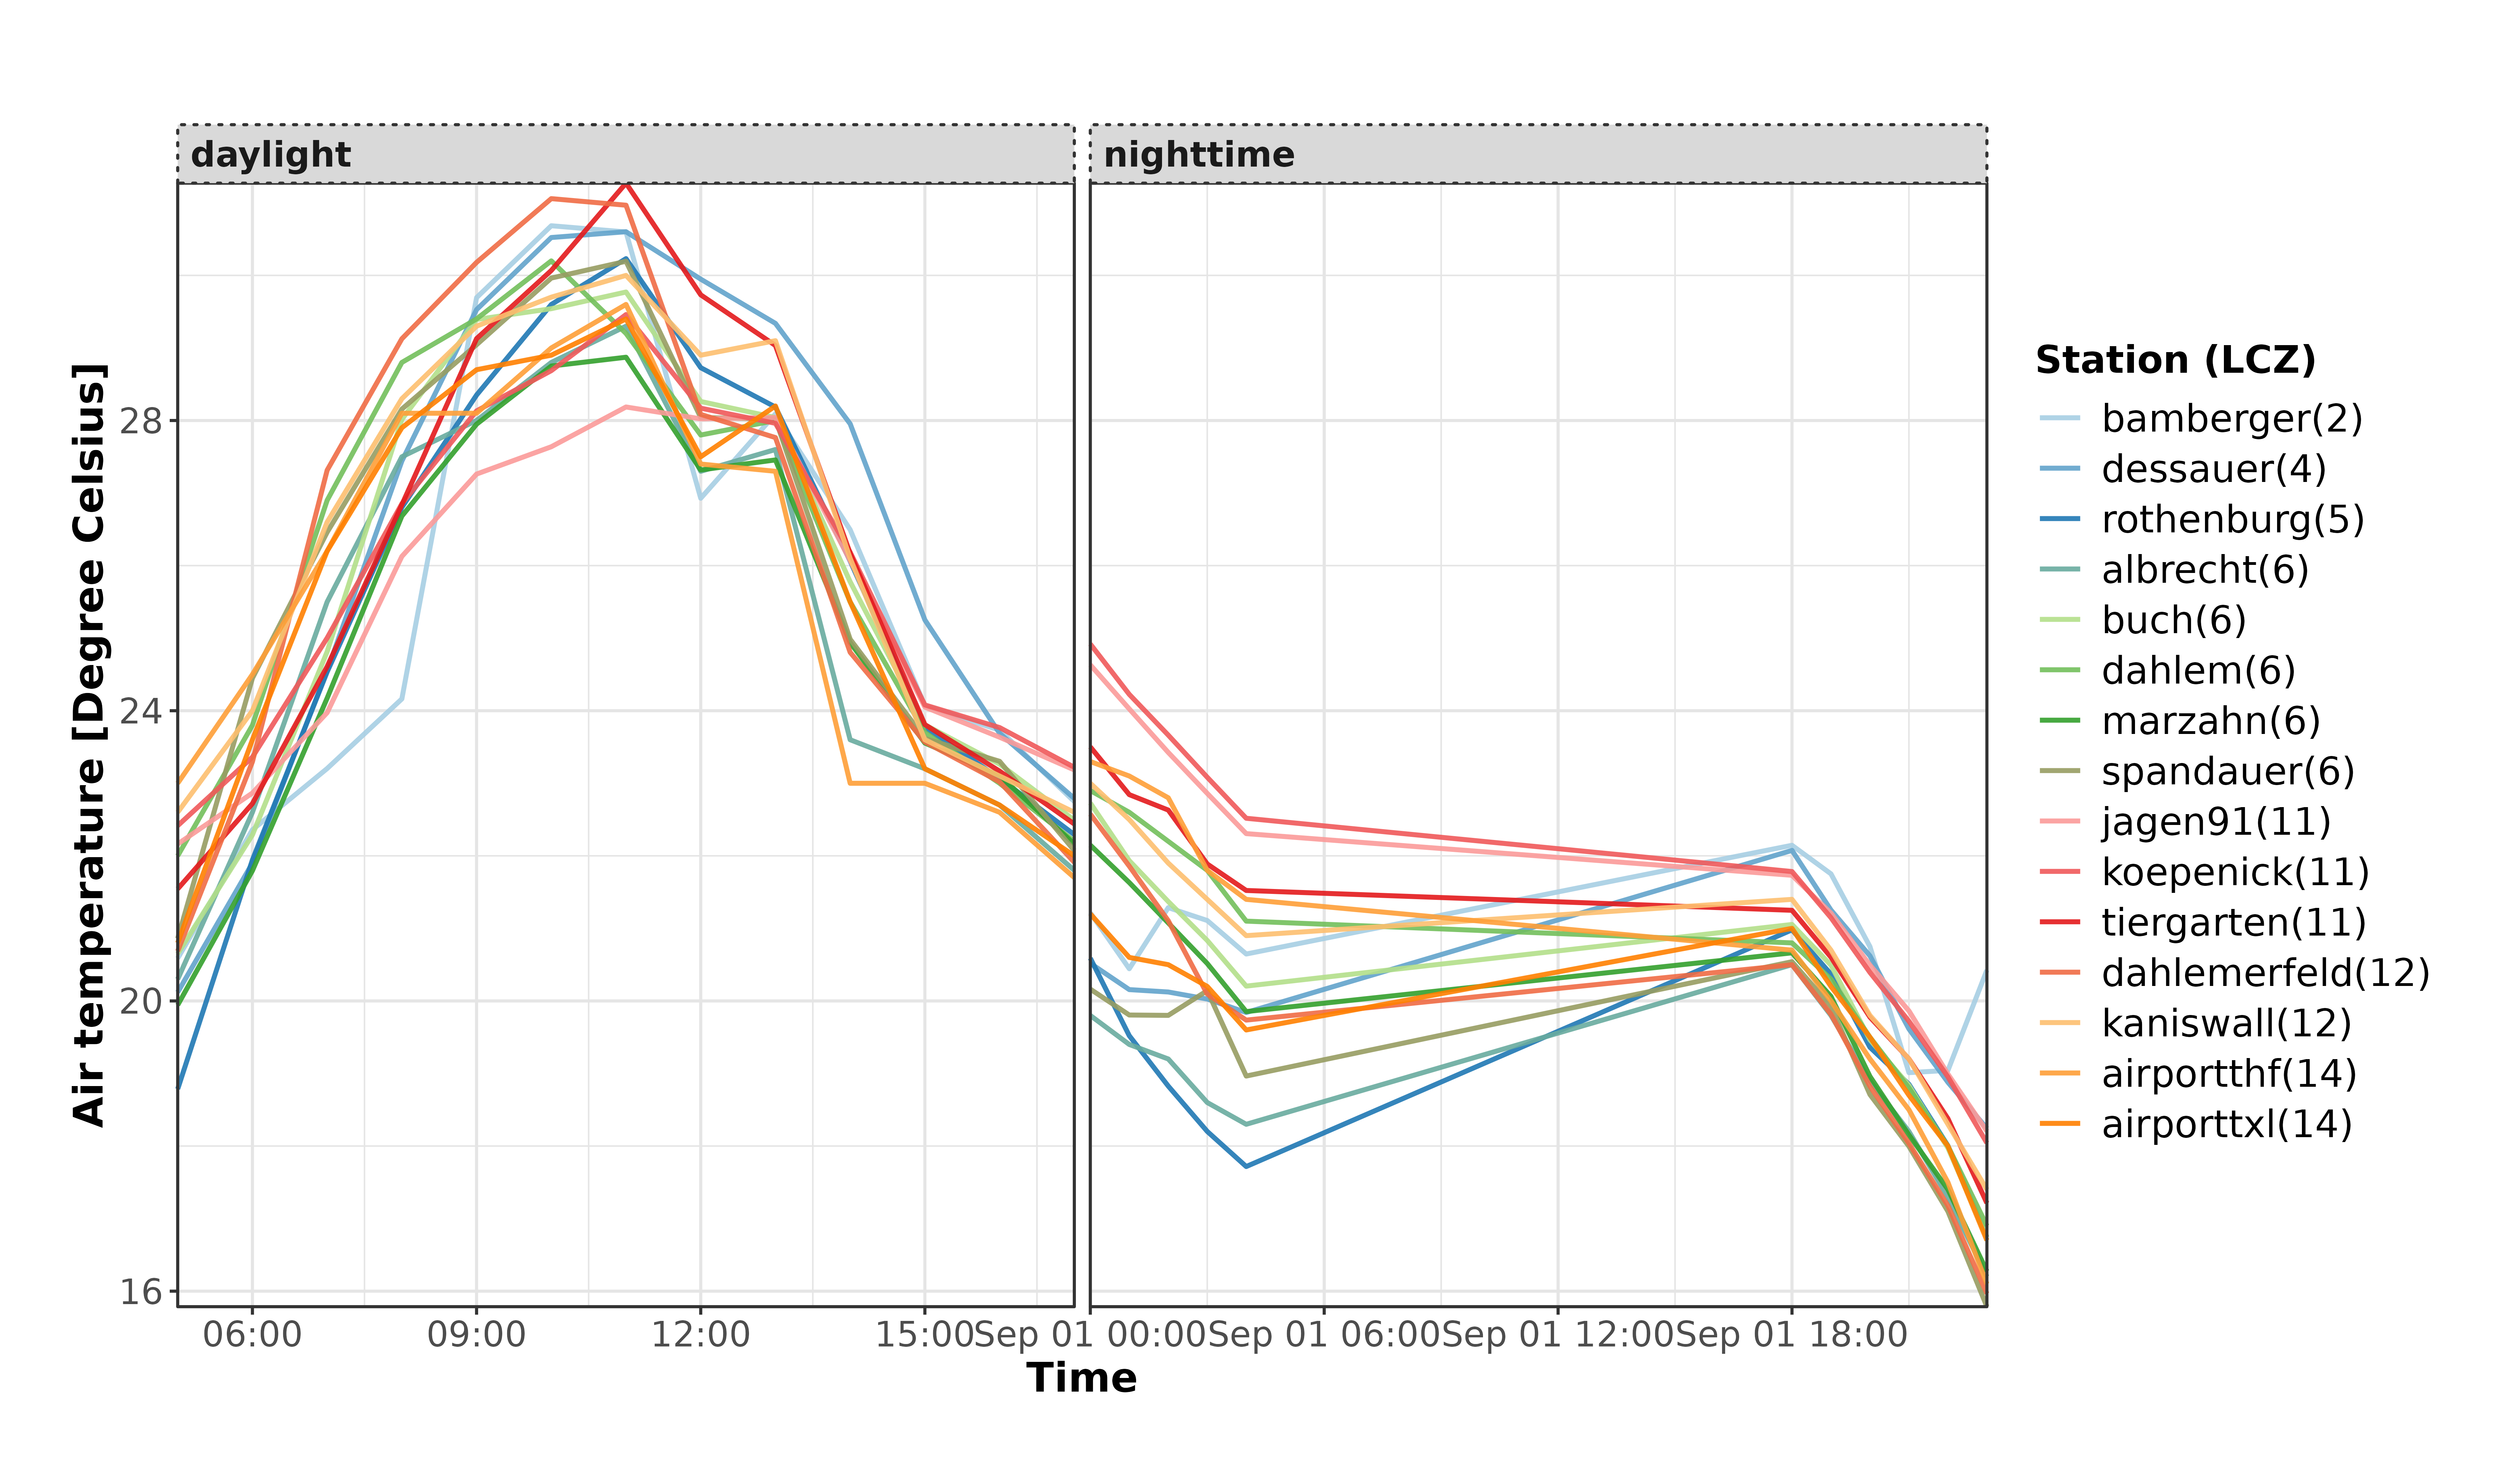 daylight
nighttime
Air temperature [Degree Celsius]
28
24
20
16
06:00
09:00
12:00
15:00
Sep 01 00:00
Sep 01 06:00
Sep 01 12:00
Sep 01 18:00
Time
Station (LCZ)
bamberger(2)
dessauer(4)
rothenburg(5)
albrecht(6)
buch(6)
dahlem(6)
marzahn(6)
spandauer(6)
jagen91(11)
koepenick(11)
tiergarten(11)
dahlemerfeld(12)
kaniswall(12)
airportthf(14)
airporttxl(14)